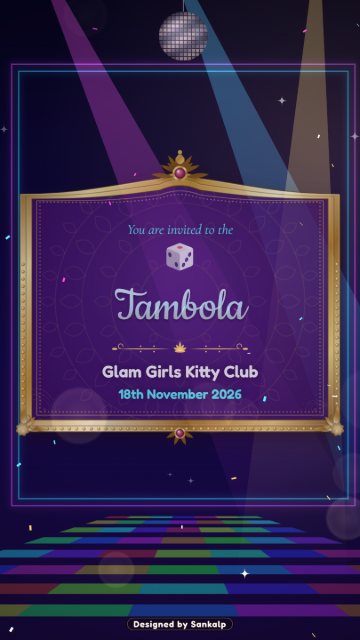 You are invited to the
Tambola
Glam Girls Kitty Club
18th November 2026
Designed by Sankalp